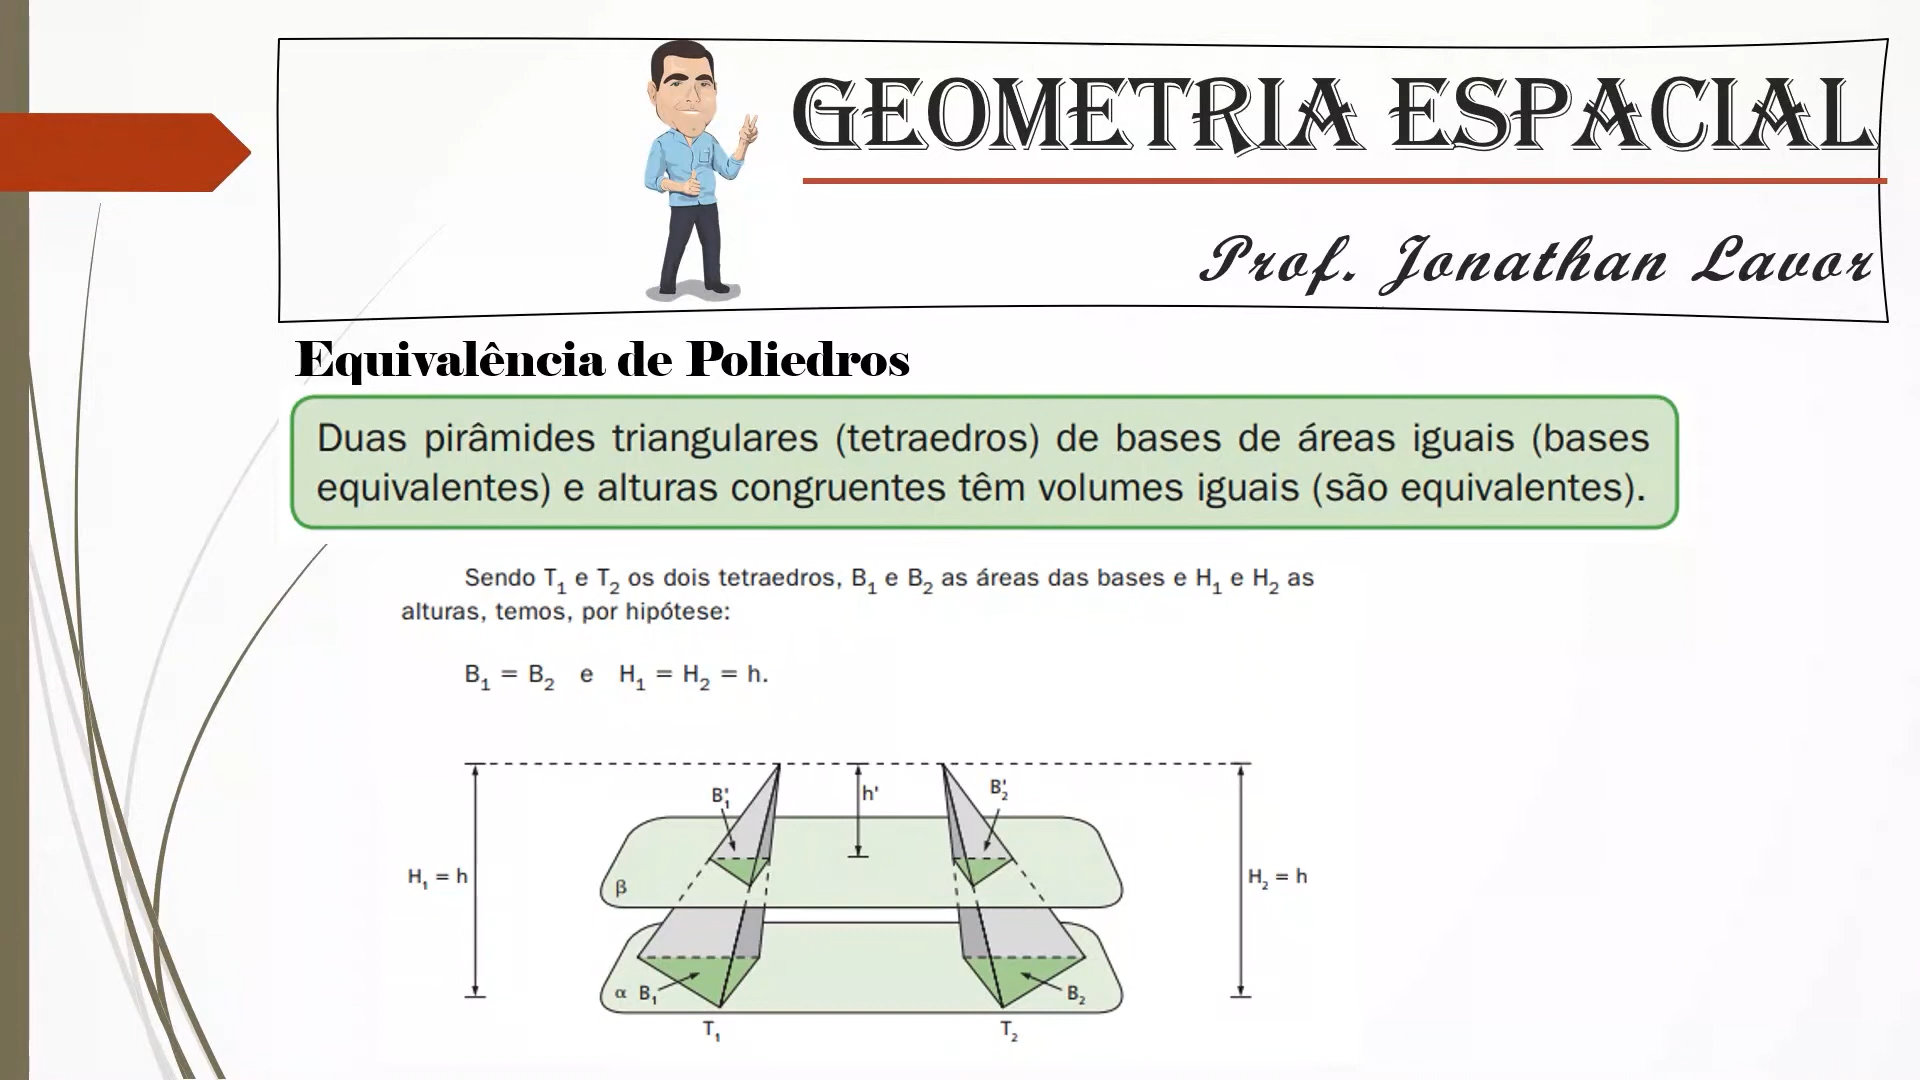 GEOMETRIA ESPACIAL
Prof. Jonathan Lavor
Equivalência de Poliedros
Duas pirâmides triangulares (tetraedros) de bases de áreas iguais (bases
equivalentes) e alturas congruentes têm volumes iguais (são equivalentes).
Sendo T₁ e T₂ os dois tetraedros, B₁ e B₂ as áreas das bases e H₁ e H₂ as
alturas, temos, por hipótese:
B₁ = B₂ e H₁ = H₂ = h.
B'₁ h' B'₂
H₁ = h H₂ = h
β
α B₁ B₂
T₁ T₂